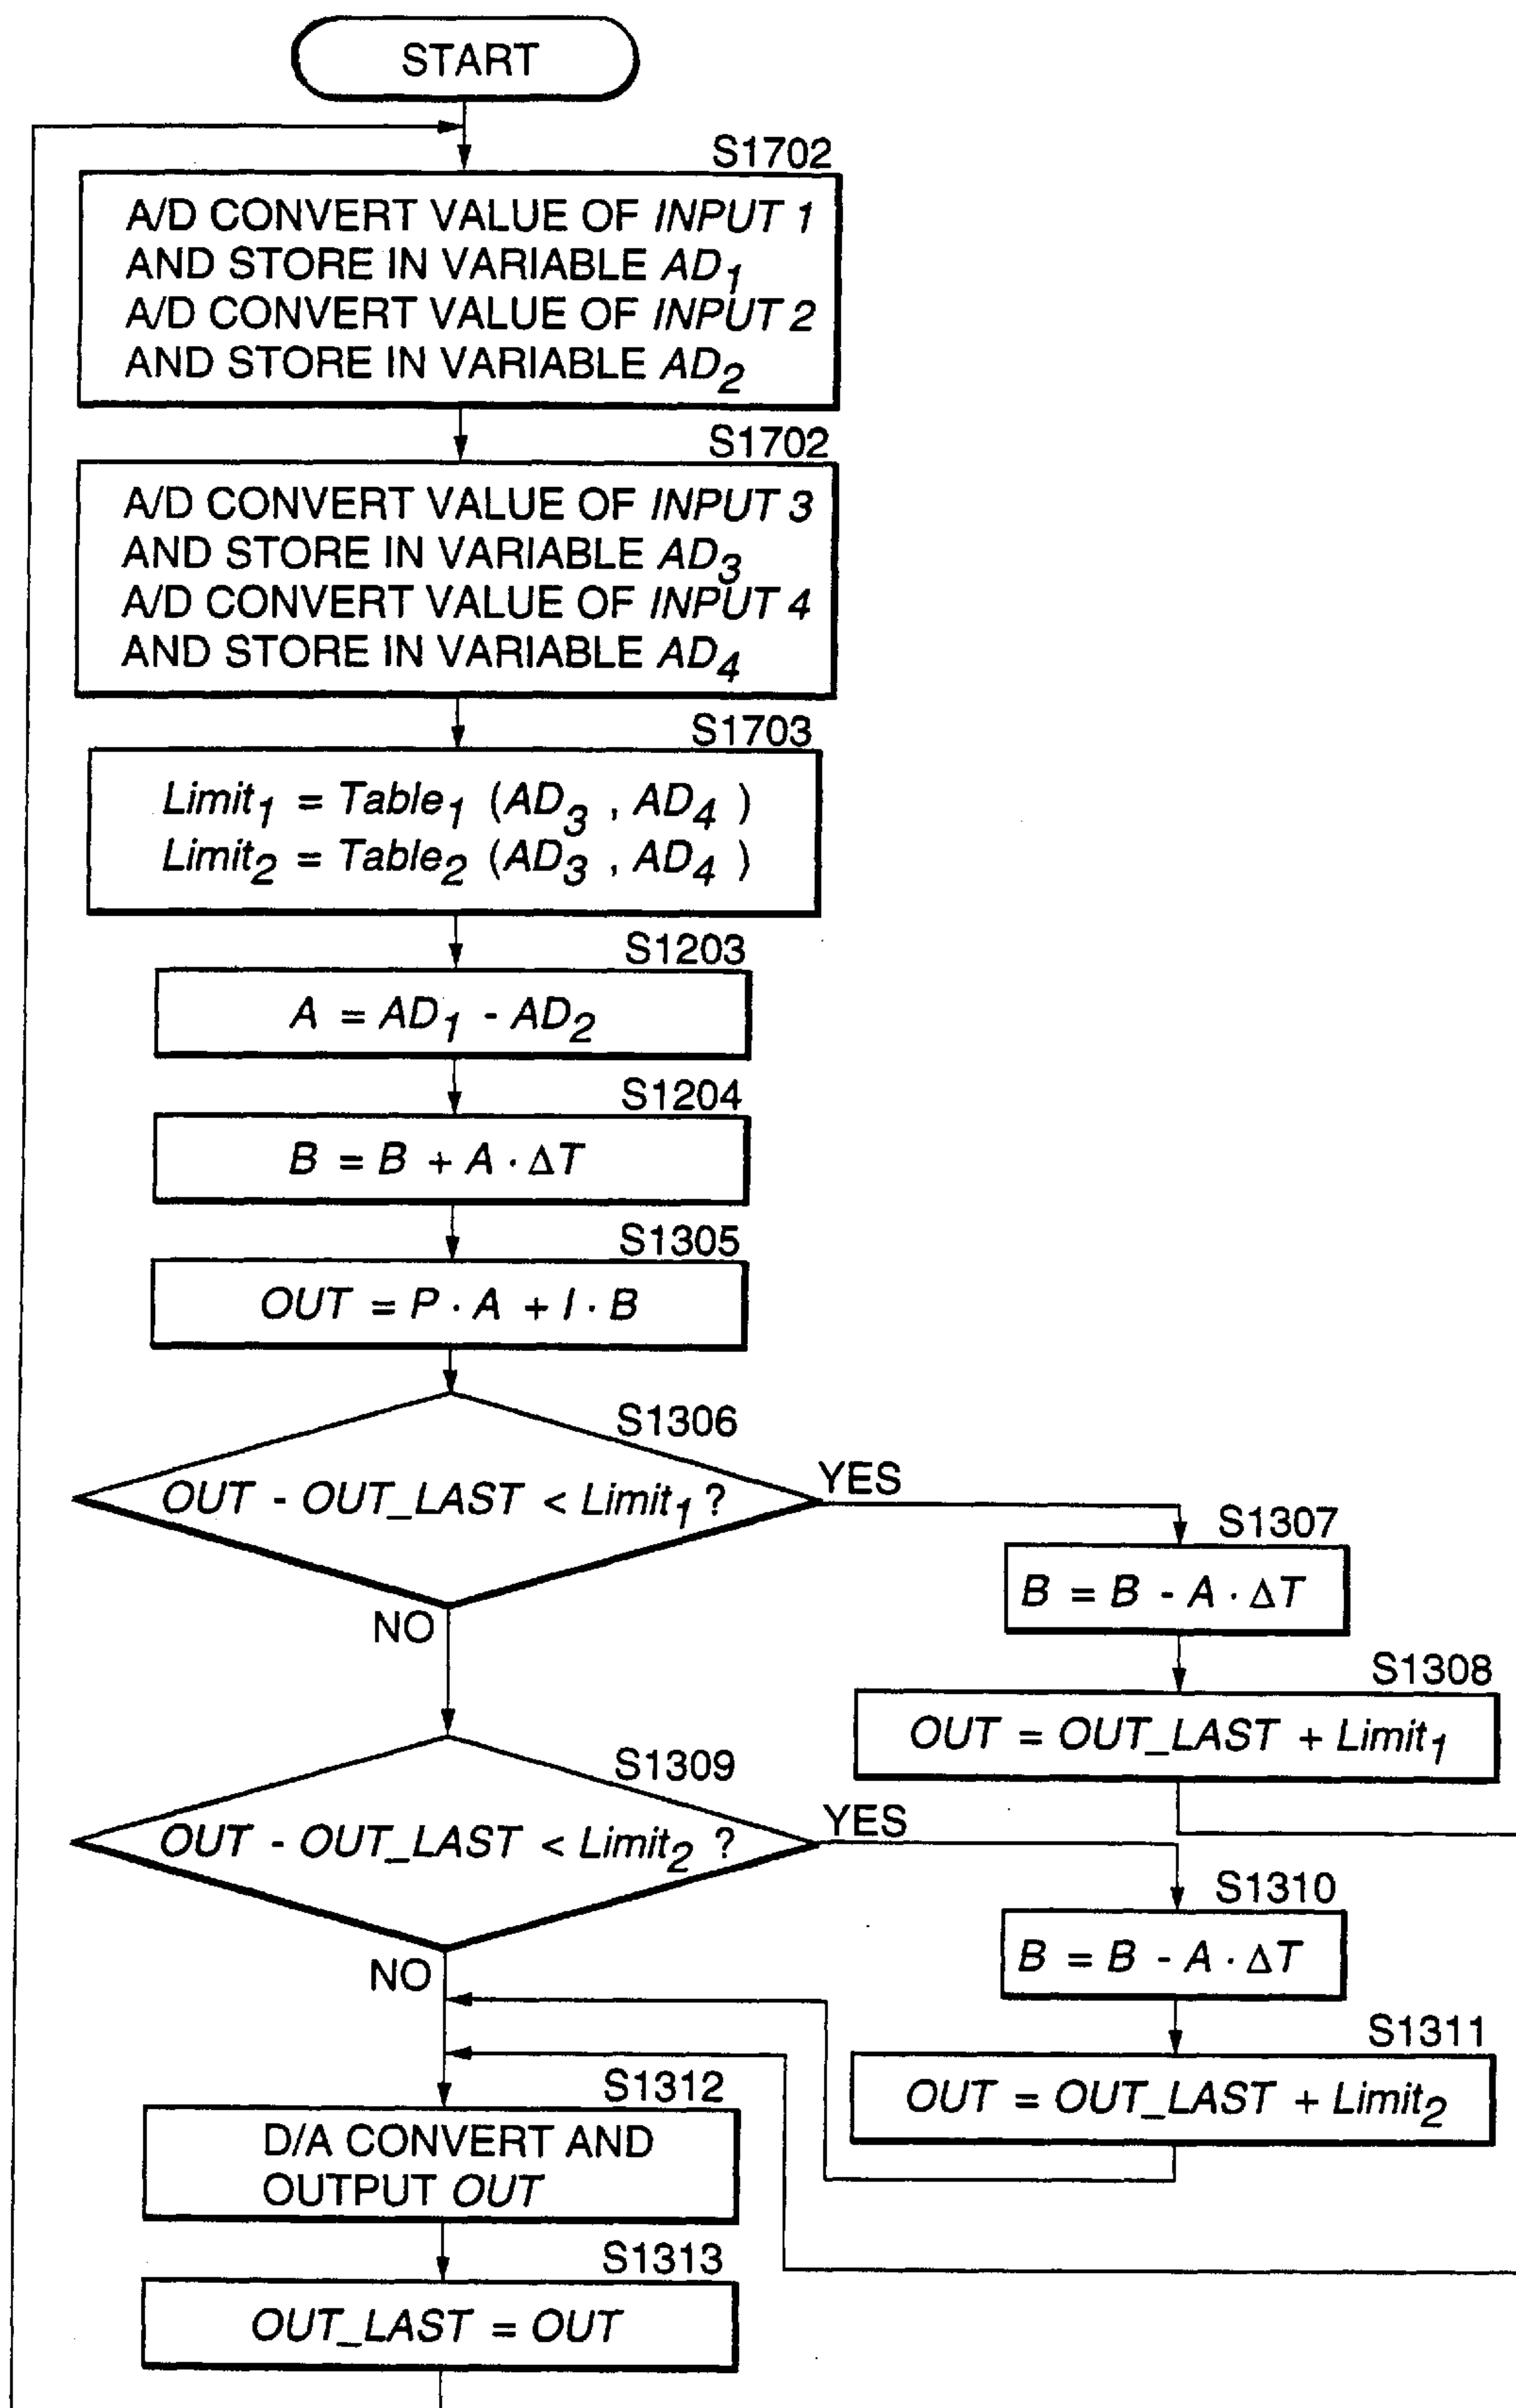 START
S1702
A/D CONVERT VALUE OF INPUT 1
AND STORE IN VARIABLE AD1
A/D CONVERT VALUE OF INPUT 2
AND STORE IN VARIABLE AD2
S1702
A/D CONVERT VALUE OF INPUT 3
AND STORE IN VARIABLE AD3
A/D CONVERT VALUE OF INPUT 4
AND STORE IN VARIABLE AD4
S1703
Limit1 = Table1 (AD3 , AD4 )
Limit2 = Table2 (AD3 , AD4 )
S1203
A = AD1 - AD2
S1204
B = B + A · ΔT
S1305
OUT = P · A + I · B
S1306
OUT - OUT_LAST < Limit1 ?
YES
NO
S1307
B = B - A · ΔT
S1308
OUT = OUT_LAST + Limit1
S1309
OUT - OUT_LAST < Limit2 ?
YES
NO
S1310
B = B - A · ΔT
S1311
OUT = OUT_LAST + Limit2
S1312
D/A CONVERT AND
OUTPUT OUT
S1313
OUT_LAST = OUT